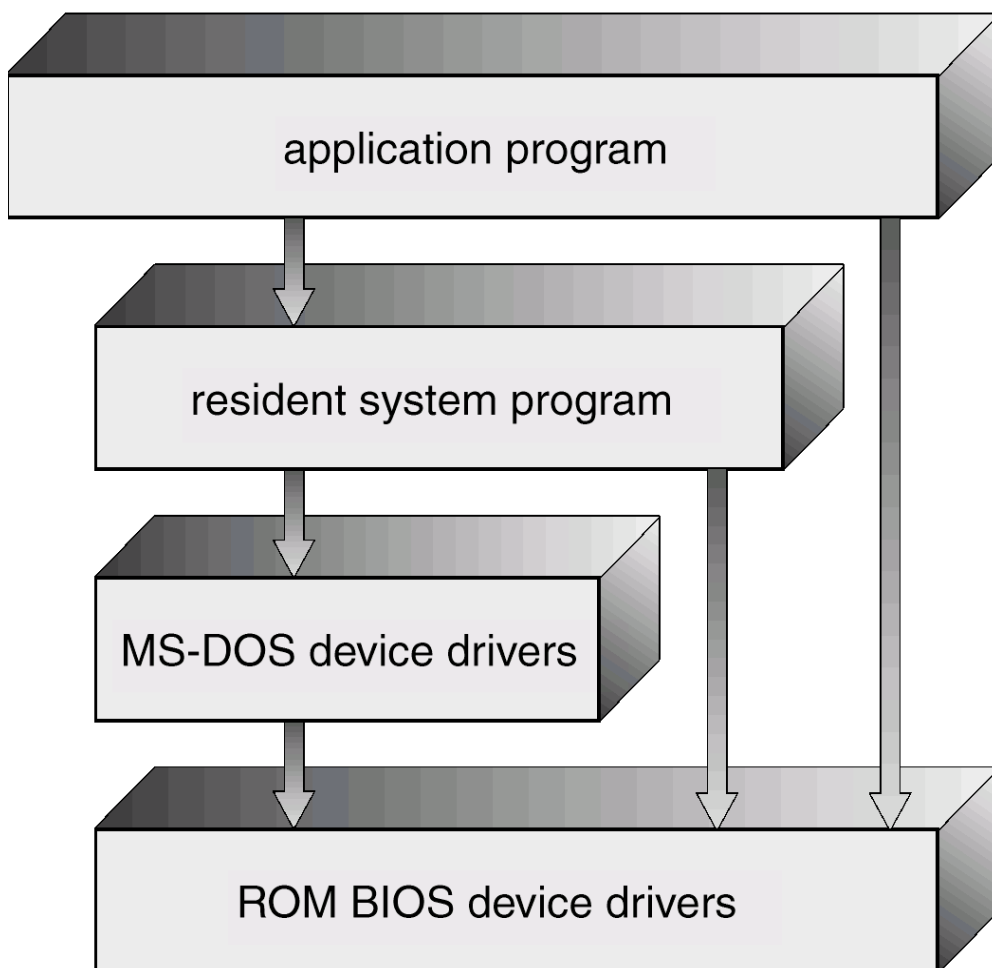 application program
resident system program
MS-DOS device drivers
ROM BIOS device drivers